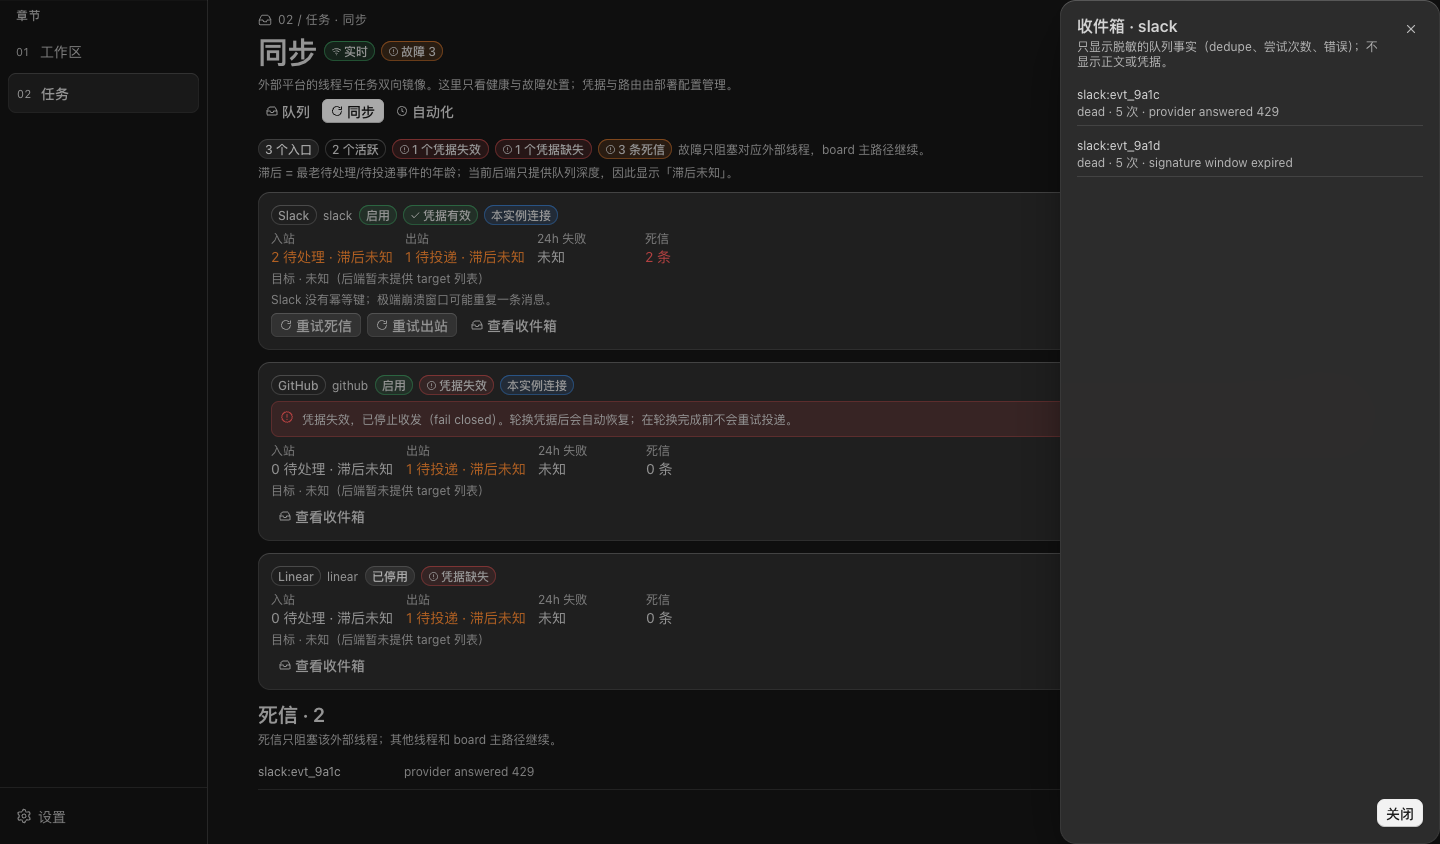 章节
01 工作区
02 任务
设置
02 / 任务 · 同步
同步 实时 故障 3
外部平台的线程与任务双向镜像。这里只看健康与故障处置；凭据与路由由部署配置管理。
队列 同步 自动化
3 个入口 2 个活跃 1 个凭据失效 1 个凭据缺失 3 条死信 故障只阻塞对应外部线程，board 主路径继续。
滞后 = 最老待处理/待投递事件的年龄；当前后端只提供队列深度，因此显示「滞后未知」。
Slack slack 启用 凭据有效 本实例连接
入站 出站 24h 失败 死信
2 待处理 · 滞后未知 1 待投递 · 滞后未知 未知 2 条
目标 · 未知（后端暂未提供 target 列表）
Slack 没有幂等键；极端崩溃窗口可能重复一条消息。
重试死信 重试出站 查看收件箱
GitHub github 启用 凭据失效 本实例连接
凭据失效，已停止收发（fail closed）。轮换凭据后会自动恢复；在轮换完成前不会重试投递。
入站 出站 24h 失败 死信
0 待处理 · 滞后未知 1 待投递 · 滞后未知 未知 0 条
目标 · 未知（后端暂未提供 target 列表）
查看收件箱
Linear linear 已停用 凭据缺失
入站 出站 24h 失败 死信
0 待处理 · 滞后未知 1 待投递 · 滞后未知 未知 0 条
目标 · 未知（后端暂未提供 target 列表）
查看收件箱
死信 · 2
死信只阻塞该外部线程；其他线程和 board 主路径继续。
slack:evt_9a1c provider answered 429
收件箱 · slack
只显示脱敏的队列事实（dedupe、尝试次数、错误）；不
显示正文或凭据。
slack:evt_9a1c
dead · 5 次 · provider answered 429
slack:evt_9a1d
dead · 5 次 · signature window expired
关闭